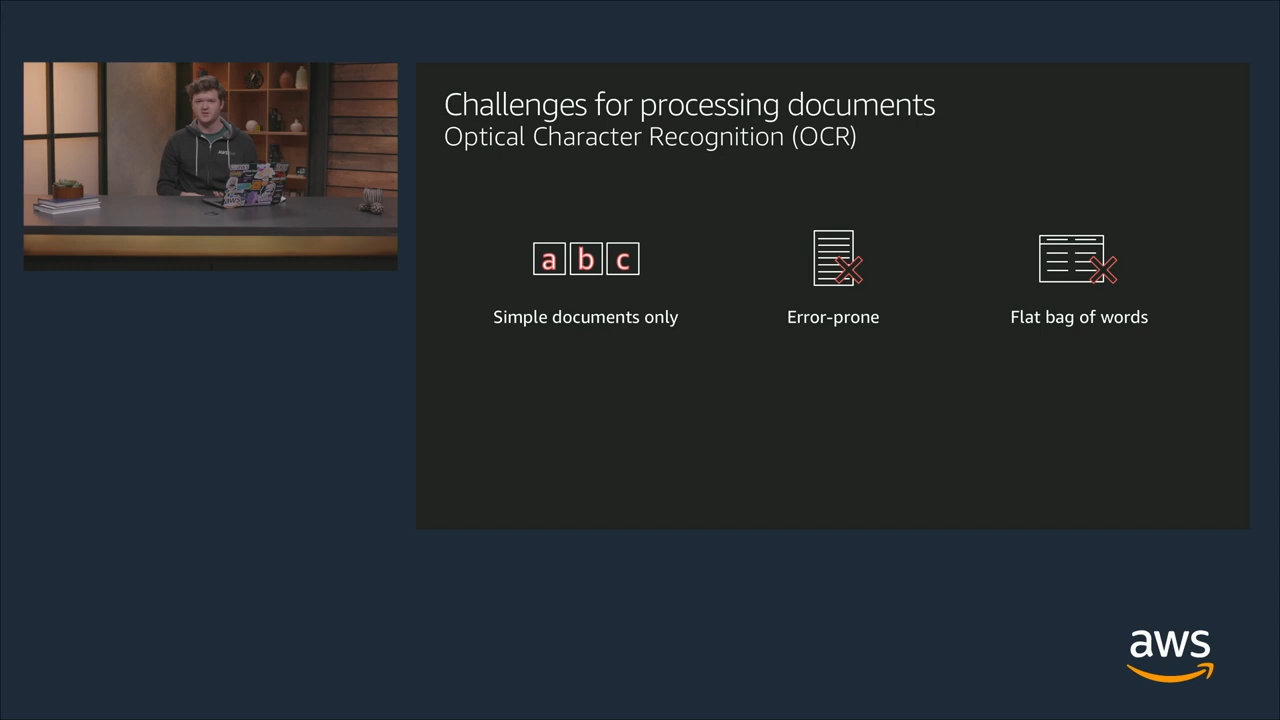 Challenges for processing documents
Optical Character Recognition (OCR)
a b c
Simple documents only
Error-prone
Flat bag of words
aws